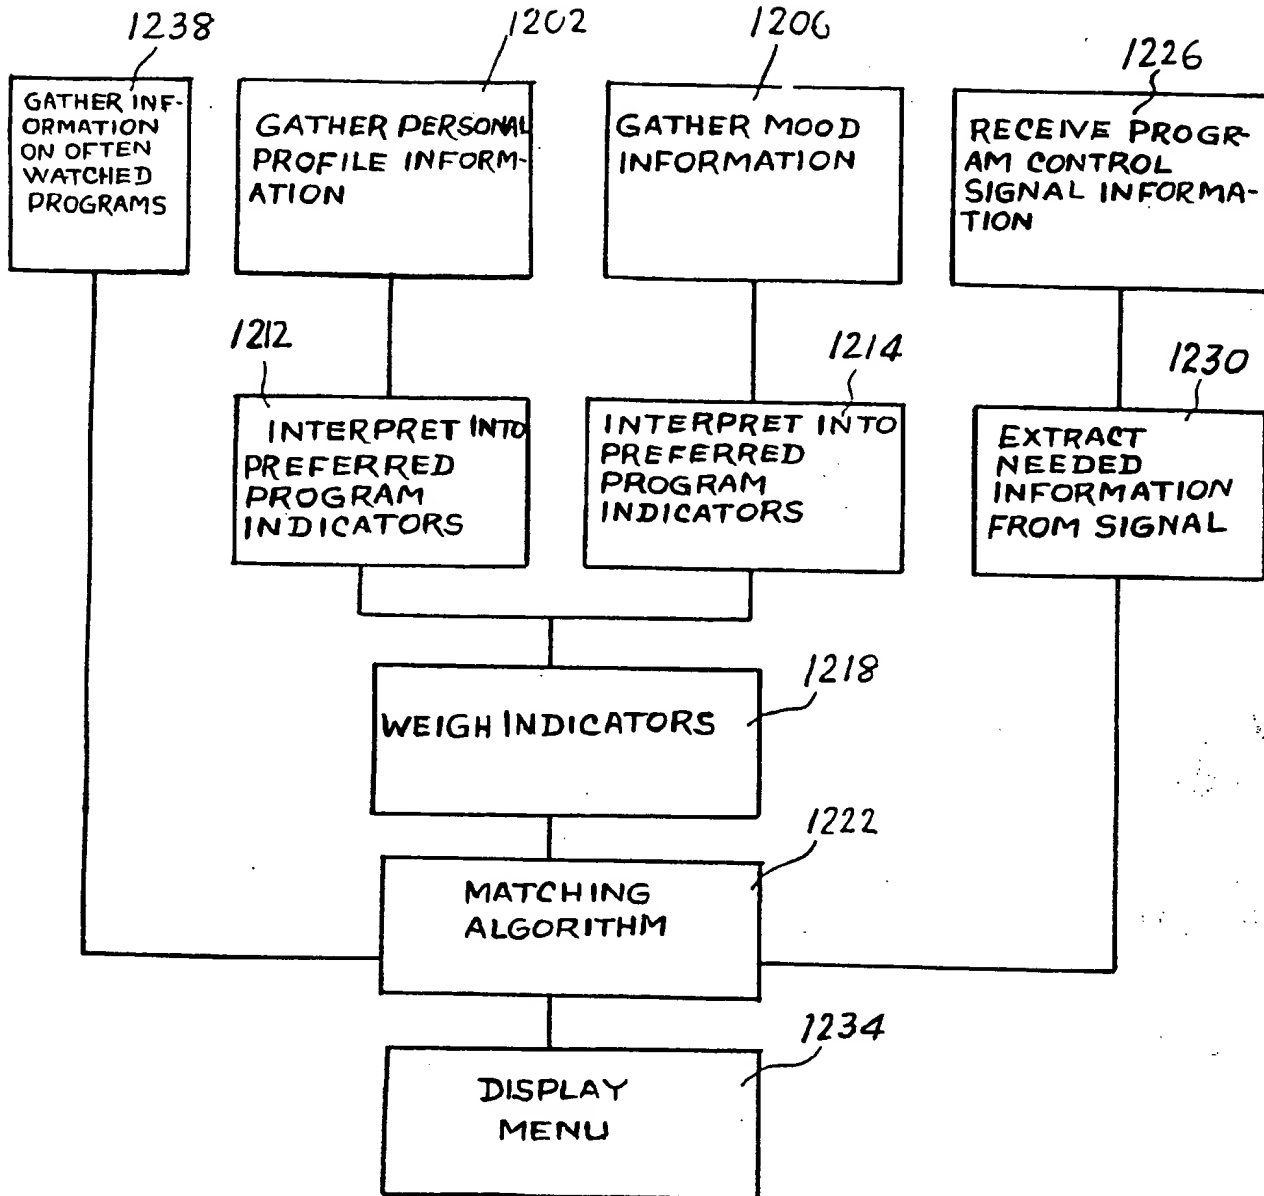 1238
1202
1206
1226
GATHER INF-
ORMATION
ON OFTEN
WATCHED
PROGRAMS
GATHER PERSONAL
PROFILE INFORM-
ATION
GATHER MOOD
INFORMATION
RECEIVE PROGR-
AM CONTROL
SIGNAL INFORMA-
TION
1212
1214
1230
INTERPRET INTO
PREFERRED
PROGRAM
INDICATORS
INTERPRET INTO
PREFERRED
PROGRAM
INDICATORS
EXTRACT
NEEDED
INFORMATION
FROM SIGNAL
1218
WEIGH INDICATORS
1222
MATCHING
ALGORITHM
1234
DISPLAY
MENU